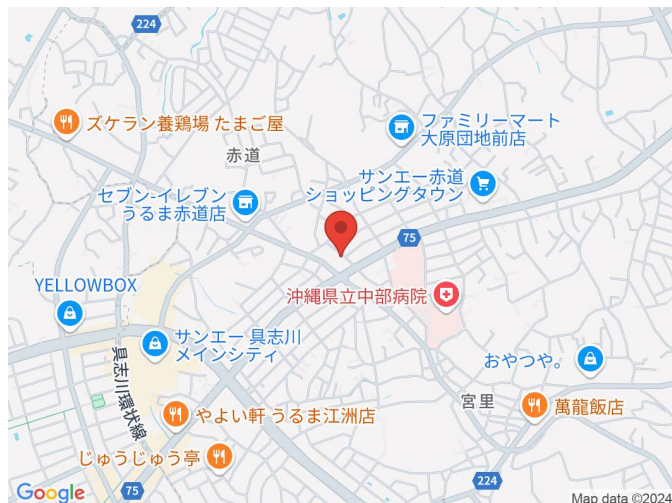 224
ズケラン養鶏場 たまご屋
ファミリーマート
大原団地前店
赤道
サンエー赤道
ショッピングタウン
セブン-イレブン
うるま赤道店
75
YELLOWBOX
沖縄県立中部病院
サンエー 具志川
メインシティ
おやつや。
具志川環状線
宮里
萬龍飯店
やよい軒 うるま江洲店
じゅうじゅう亭
224
75
Google
Map data ©2024